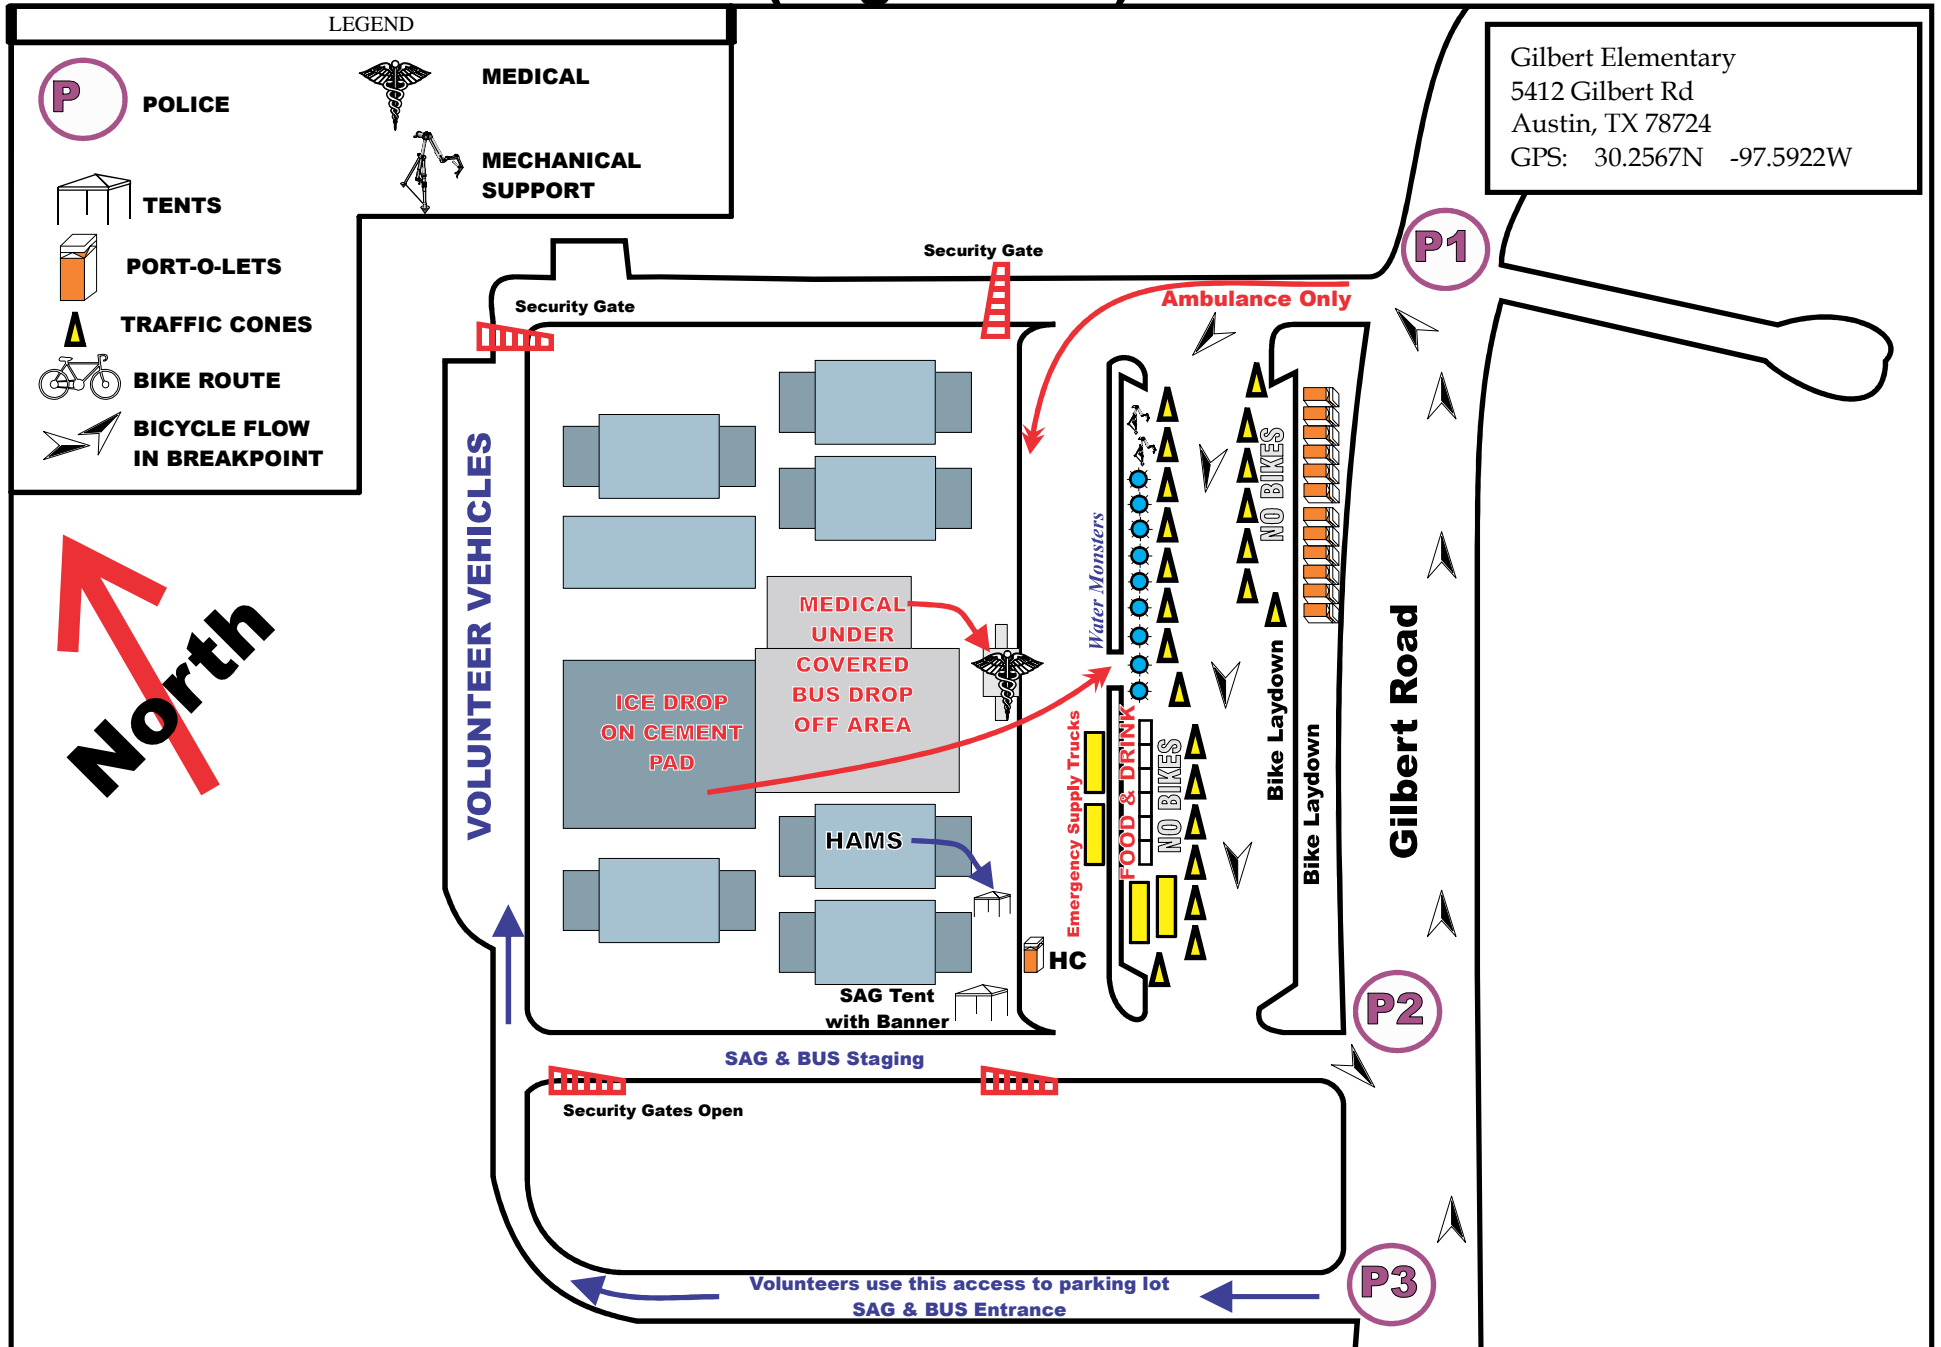 LEGEND
P POLICE
MEDICAL
MECHANICAL
SUPPORT
TENTS
PORT-O-LETS
TRAFFIC CONES
BIKE ROUTE
BICYCLE FLOW
IN BREAKPOINT
Gilbert Elementary
5412 Gilbert Rd
Austin, TX 78724
GPS: 30.2567N -97.5922W
P1
Security Gate
Security Gate
Ambulance Only
North
VOLUNTEER VEHICLES
MEDICAL
UNDER
COVERED
BUS DROP
OFF AREA
ICE DROP
ON CEMENT
PAD
HAMS
Water Monsters
Emergency Supply Trucks
FOOD & DRINK
NO BIKES
NO BIKES
Bike Laydown
Bike Laydown
Gilbert Road
HC
SAG Tent
with Banner
P2
SAG & BUS Staging
Security Gates Open
Volunteers use this access to parking lot
SAG & BUS Entrance
P3